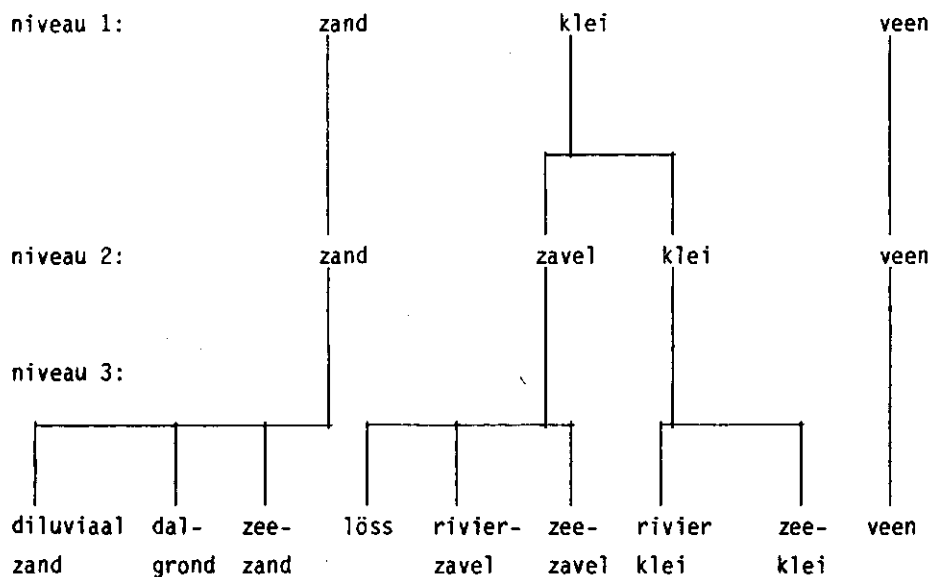 niveau 1: zand klei veen
niveau 2: zand zavel klei veen
niveau 3:
diluviaal dal- zee- löss rivier- zee- rivier zee- veen
zand grond zand zavel zavel klei klei